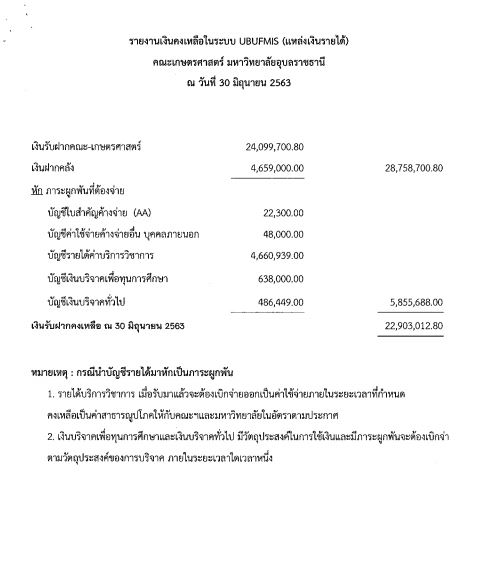 รายงานเงินคงเหลือในระบบ UBUFMIS (แหล่งเงินรายได้)
คณะเกษตรศาสตร์ มหาวิทยาลัยอุบลราชธานี
ณ วันที่ 30 มิถุนายน 2563
เงินรับฝากคณะ-เกษตรศาสตร์ 24,099,700.80
เงินฝากคลัง 4,659,000.00 28,758,700.80
หัก ภาระผูกพันที่ต้องจ่าย
บัญชีใบสำคัญค้างจ่าย (AA) 22,300.00
บัญชีค่าใช้จ่ายค้างจ่ายอื่น บุคคลภายนอก 48,000.00
บัญชีรายได้ค่าบริการวิชาการ 4,660,939.00
บัญชีเงินบริจาคเพื่อทุนการศึกษา 638,000.00
บัญชีเงินบริจาคทั่วไป 486,449.00 5,855,688.00
เงินรับฝากคงเหลือ ณ 30 มิถุนายน 2563 22,903,012.80
หมายเหตุ : กรณีนำบัญชีรายได้มาหักเป็นภาระผูกพัน
1. รายได้บริการวิชาการ เมื่อรับมาแล้วจะต้องเบิกจ่ายออกเป็นค่าใช้จ่ายภายในระยะเวลาที่กำหนด
คงเหลือเป็นค่าสาธารณูปโภคให้กับคณะฯและมหาวิทยาลัยในอัตราตามประกาศ
2. เงินบริจาคเพื่อทุนการศึกษาและเงินบริจาคทั่วไป มีวัตถุประสงค์ในการใช้เงินและมีภาระผูกพันจะต้องเบิกจ่า
ตามวัตถุประสงค์ของการบริจาค ภายในระยะเวลาใดเวลาหนึ่ง